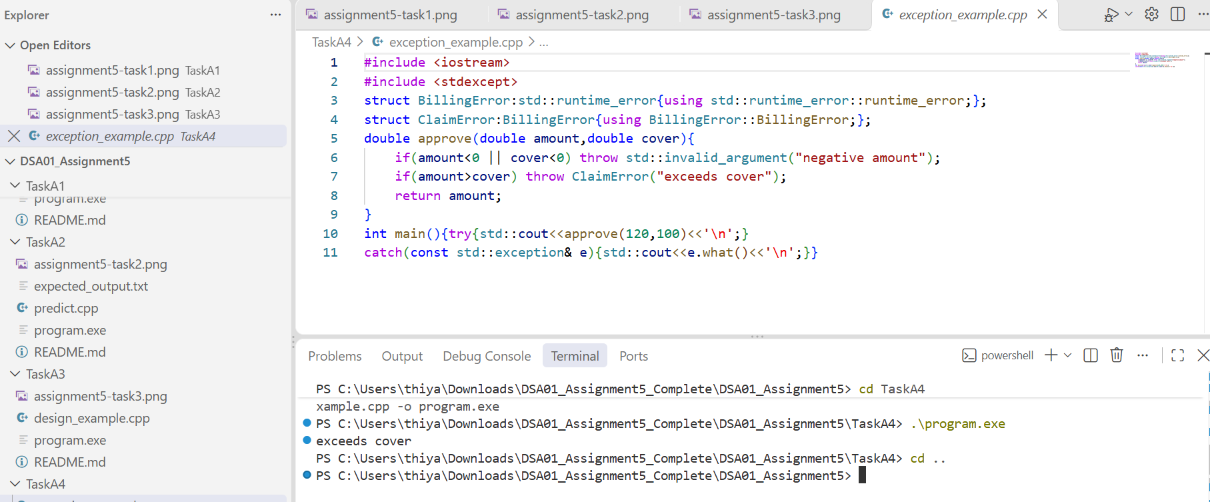 Explorer
Open Editors
assignment5-task1.png TaskA1
assignment5-task2.png TaskA2
assignment5-task3.png TaskA3
exception_example.cpp TaskA4
DSA01_Assignment5
TaskA1
program.exe
README.md
TaskA2
assignment5-task2.png
expected_output.txt
predict.cpp
program.exe
README.md
TaskA3
assignment5-task3.png
design_example.cpp
program.exe
README.md
TaskA4
assignment5-task1.png assignment5-task2.png assignment5-task3.png exception_example.cpp
TaskA4 > exception_example.cpp > ...
1 #include <iostream>
2 #include <stdexcept>
3 struct BillingError:std::runtime_error{using std::runtime_error::runtime_error;};
4 struct ClaimError:BillingError{using BillingError::BillingError;};
5 double approve(double amount,double cover){
6 if(amount<0 || cover<0) throw std::invalid_argument("negative amount");
7 if(amount>cover) throw ClaimError("exceeds cover");
8 return amount;
9 }
10 int main(){try{std::cout<<approve(120,100)<<'\n';}
11 catch(const std::exception& e){std::cout<<e.what()<<'\n';}}
Problems Output Debug Console Terminal Ports powershell
PS C:\Users\thiya\Downloads\DSA01_Assignment5_Complete\DSA01_Assignment5> cd TaskA4
xample.cpp -o program.exe
PS C:\Users\thiya\Downloads\DSA01_Assignment5_Complete\DSA01_Assignment5\TaskA4> .\program.exe
exceeds cover
PS C:\Users\thiya\Downloads\DSA01_Assignment5_Complete\DSA01_Assignment5\TaskA4> cd ..
PS C:\Users\thiya\Downloads\DSA01_Assignment5_Complete\DSA01_Assignment5>